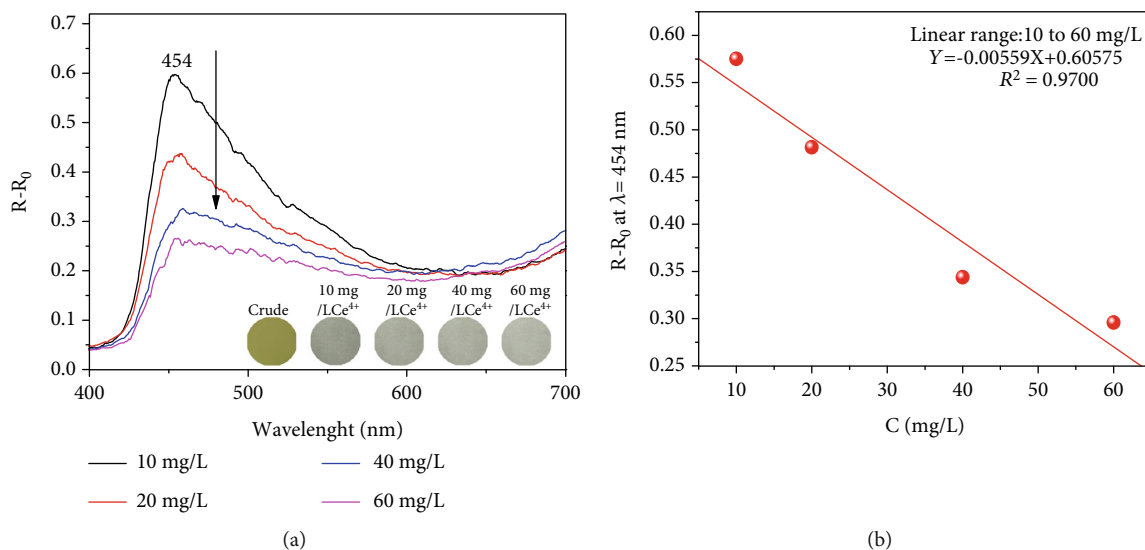 0.7
0.6
0.5
0.4
0.3
0.2
0.1
0.0
R-R0
454
Crude
10 mg
/LCe4+
20 mg
/LCe4+
40 mg
/LCe4+
60 mg
/LCe4+
400 500 600 700
Wavelenght (nm)
10 mg/L 40 mg/L
20 mg/L 60 mg/L
(a)
0.60
0.55
0.50
0.45
0.40
0.35
0.30
0.25
R-R0 at λ= 454 nm
Linear range:10 to 60 mg/L
Y=-0.00559X+0.60575
R² = 0.9700
10 20 30 40 50 60
C (mg/L)
(b)